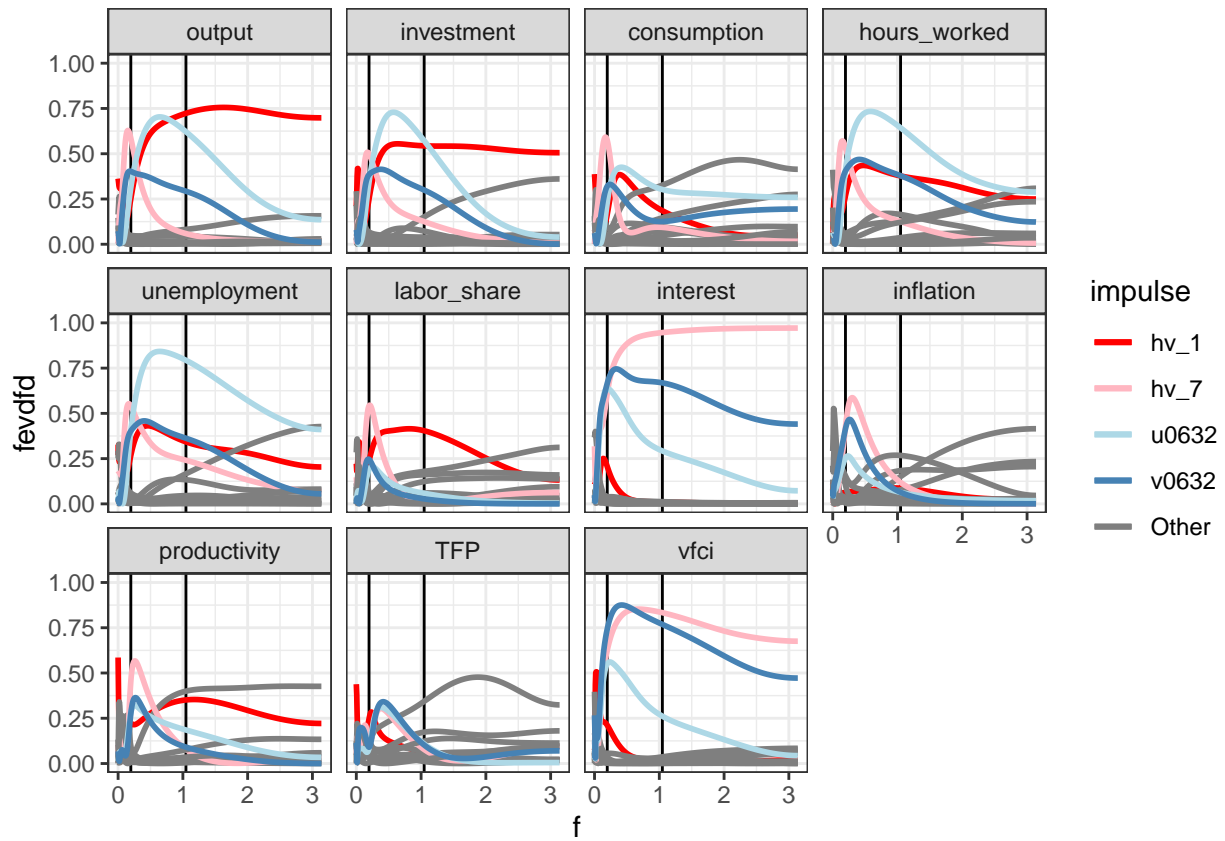 output investment consumption hours_worked
1.00
0.75
0.50
0.25
0.00
unemployment labor_share interest inflation
1.00
0.75
0.50
0.25
0.00
0 1 2 3
productivity TFP vfci
1.00
0.75
0.50
0.25
0.00
0 1 2 3 0 1 2 3 0 1 2 3
f
fevdfd
impulse
hv_1
hv_7
u0632
v0632
Other